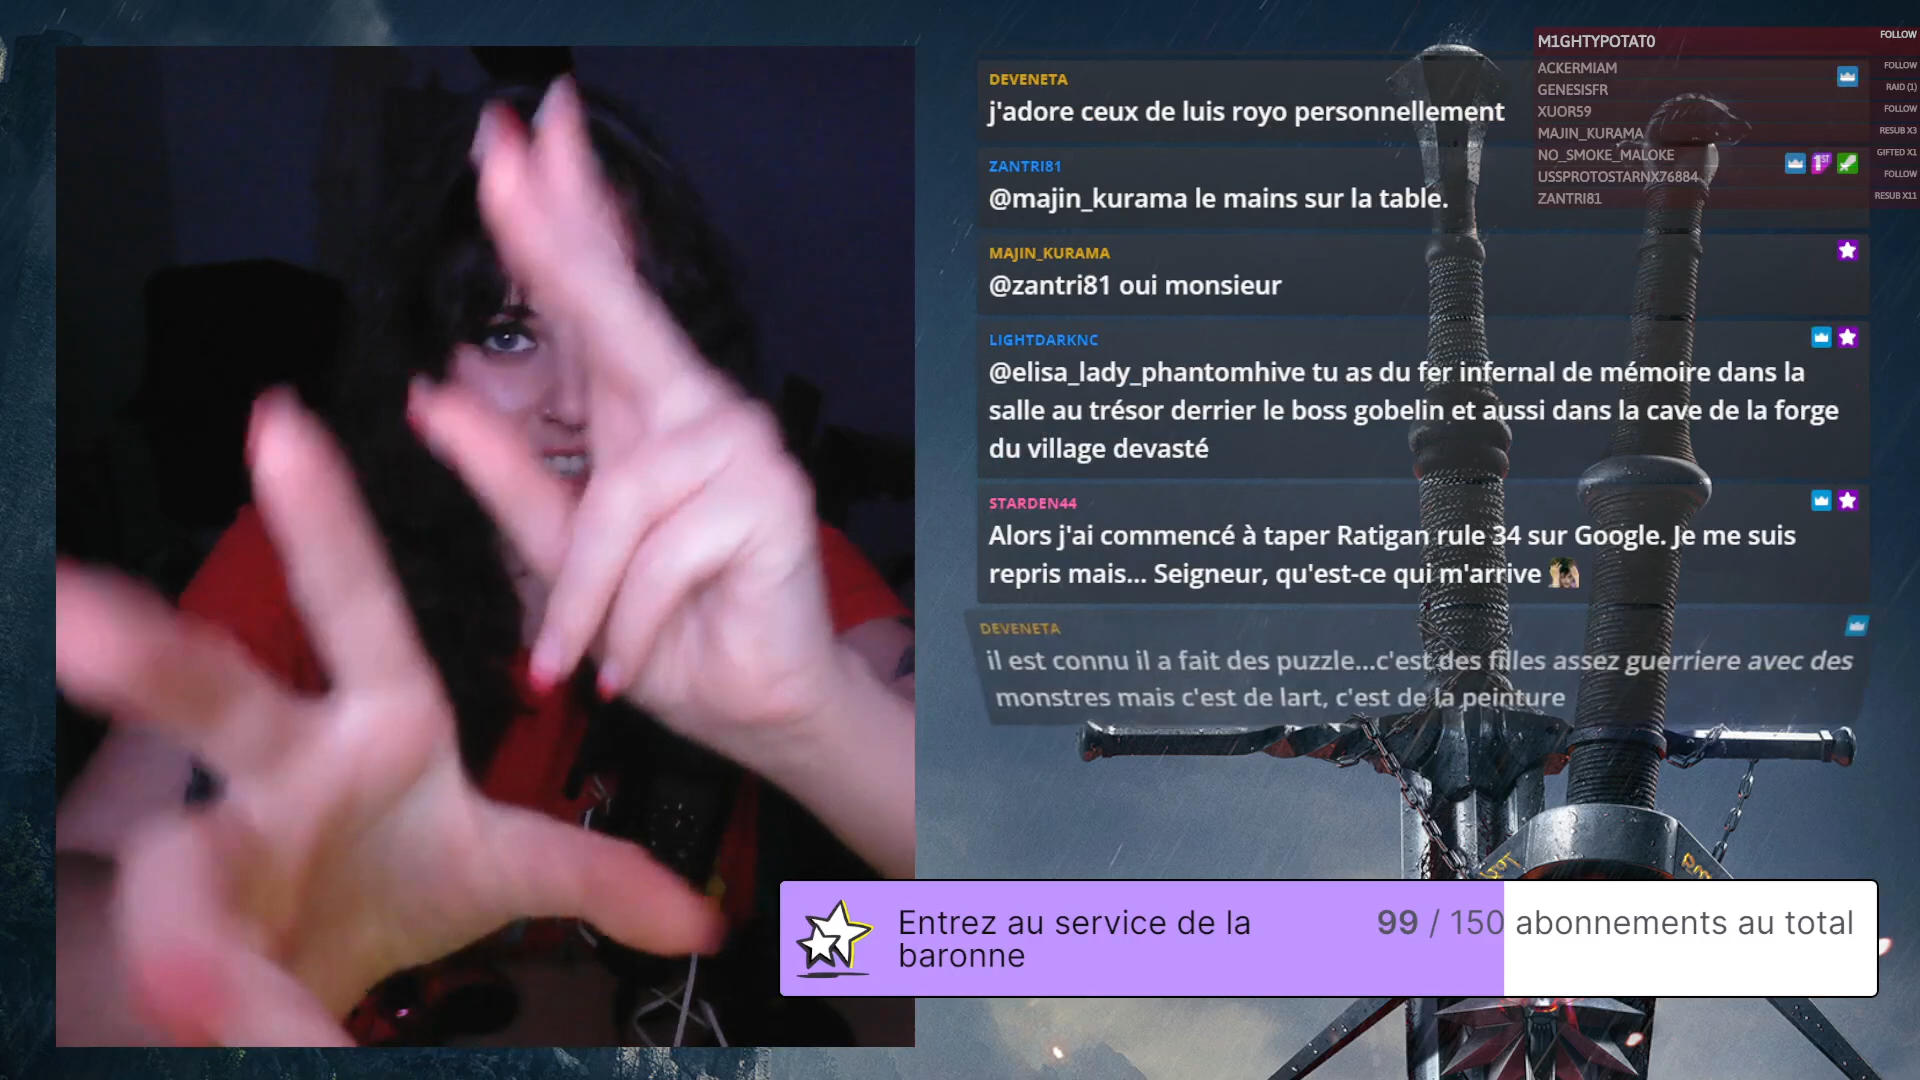 M1GHTYPOTAT0 FOLLOW
ACKERMIAM FOLLOW
GENESISFR RAID (1)
XUOR59 FOLLOW
MAJIN_KURAMA RESUB X3
NO_SMOKE_MALOKE GIFTED X1
USSPROTOSTARNX76884 FOLLOW
ZANTRI81 RESUB X11
DEVENETA
j'adore ceux de luis royo personnellement
ZANTRI81
1ST
@majin_kurama le mains sur la table.
MAJIN_KURAMA
@zantri81 oui monsieur
LIGHTDARKNC
@elisa_lady_phantomhive tu as du fer infernal de mémoire dans la
salle au trésor derrier le boss gobelin et aussi dans la cave de la forge
du village devasté
STARDEN44
Alors j'ai commencé à taper Ratigan rule 34 sur Google. Je me suis
repris mais... Seigneur, qu'est-ce qui m'arrive
DEVENETA
il est connu il a fait des puzzle...c'est des filles assez guerriere avec des
monstres mais c'est de lart, c'est de la peinture
Entrez au service de la
baronne
99 / 150 abonnements au total